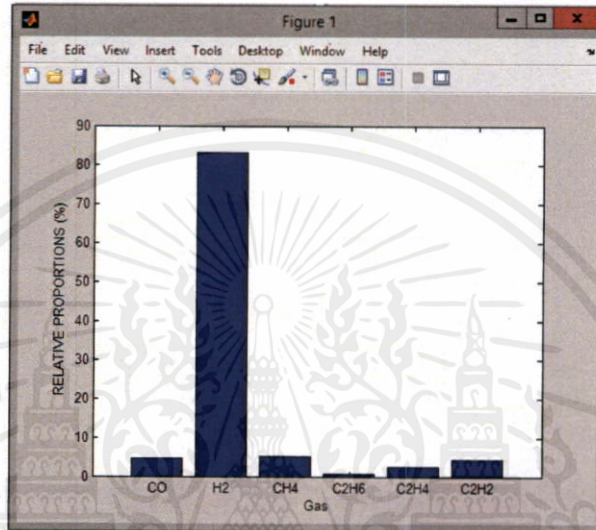 Figure 1
File Edit View Insert Tools Desktop Window Help
90
80
70
60
50
40
30
20
10
0
RELATIVE PROPORTIONS (%)
CO H2 CH4 C2H6 C2H4 C2H2
Gas